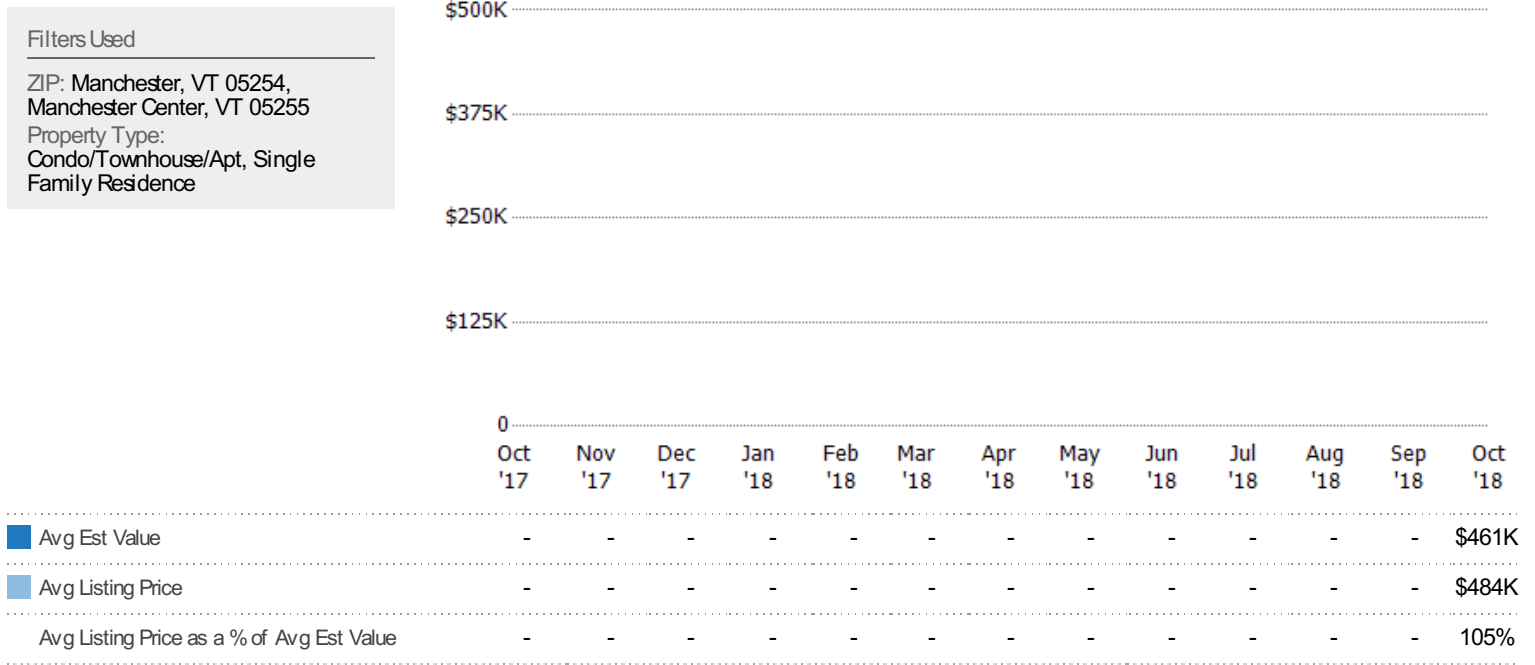 Filters Used
ZIP: Manchester, VT 05254,
Manchester Center, VT 05255
Property Type:
Condo/Townhouse/Apt, Single
Family Residence
$500K
$375K
$250K
$125K
0
Oct Nov Dec Jan Feb Mar Apr May Jun Jul Aug Sep Oct
'17 '17 '17 '18 '18 '18 '18 '18 '18 '18 '18 '18 '18
Avg Est Value - - - - - - - - - - - - $461K
Avg Listing Price - - - - - - - - - - - - $484K
Avg Listing Price as a % of Avg Est Value - - - - - - - - - - - - 105%